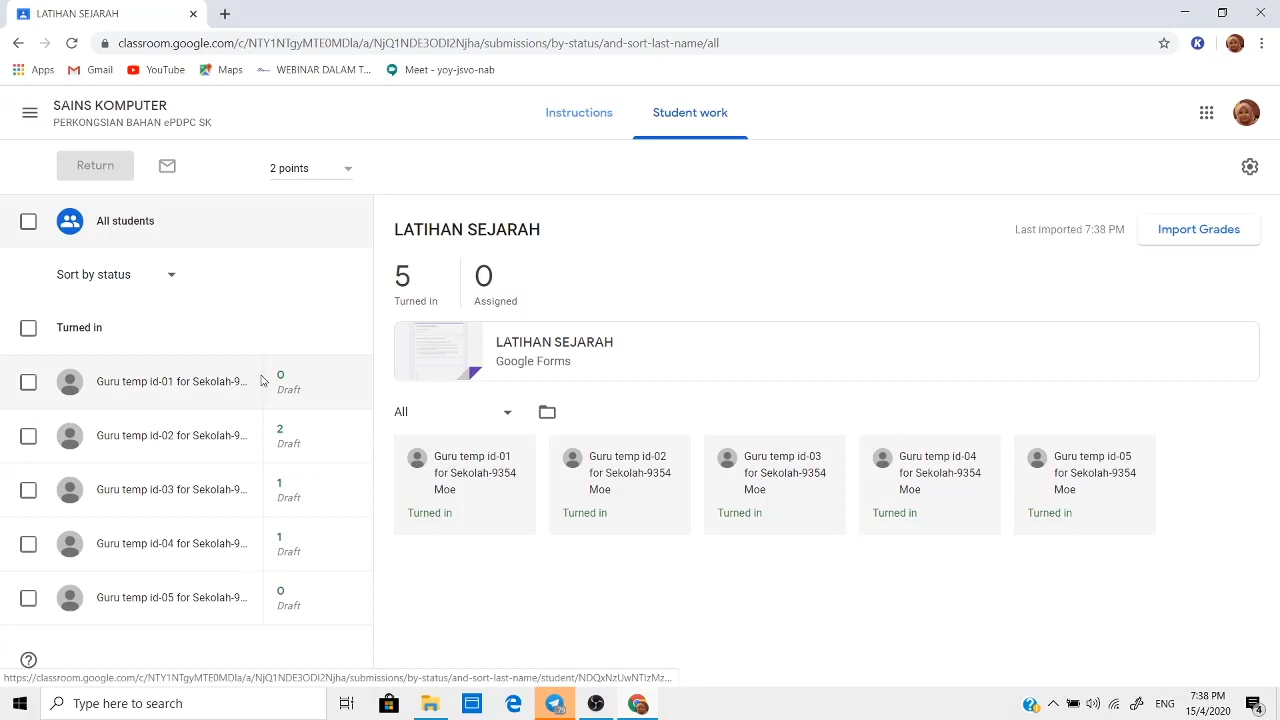 LATIHAN SEJARAH
classroom.google.com/c/NTY1NTgyMTE0MDla/a/NjQ1NDE3ODI2Njha/submissions/by-status/and-sort-last-name/all
Apps Gmail YouTube Maps WEBINAR DALAM T... Meet - yoy-jsvo-nab
SAINS KOMPUTER
PERKONGSIAN BAHAN ePDPC SK
Instructions
Student work
Return
2 points
All students
LATIHAN SEJARAH
Last imported 7:38 PM
Import Grades
Sort by status
5
Turned in
0
Assigned
Turned in
LATIHAN SEJARAH
Google Forms
Guru temp id-01 for Sekolah-9...
0
Draft
All
Guru temp id-02 for Sekolah-9...
2
Draft
Guru temp id-03 for Sekolah-9...
1
Draft
Guru temp id-04 for Sekolah-9...
1
Draft
Guru temp id-05 for Sekolah-9...
0
Draft
Guru temp id-01
for Sekolah-9354
Moe
Turned in
Guru temp id-02
for Sekolah-9354
Moe
Turned in
Guru temp id-03
for Sekolah-9354
Moe
Turned in
Guru temp id-04
for Sekolah-9354
Moe
Turned in
Guru temp id-05
for Sekolah-9354
Moe
Turned in
https://classroom.google.com/c/NTY1NTgyMTE0MDla/a/NjQ1NDE3ODI2Njha/submissions/by-status/and-sort-last-name/student/NDQxNzUwNTIzMz...
Type here to search
ENG
7:38 PM
15/4/2020
4